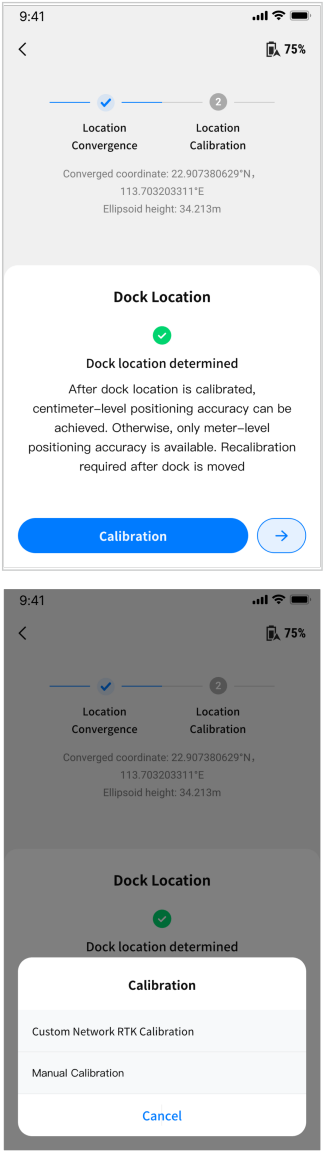 9:41
75%
2
Location
Convergence
Location
Calibration
Converged coordinate: 22.907380629°N，
113.703203311°E
Ellipsoid height: 34.213m
Dock Location
Dock location determined
After dock location is calibrated,
centimeter-level positioning accuracy can be
achieved. Otherwise, only meter-level
positioning accuracy is available. Recalibration
required after dock is moved
Calibration
9:41
75%
2
Location
Convergence
Location
Calibration
Converged coordinate: 22.907380629°N，
113.703203311°E
Ellipsoid height: 34.213m
Dock Location
Dock location determined
Calibration
Custom Network RTK Calibration
Manual Calibration
Cancel